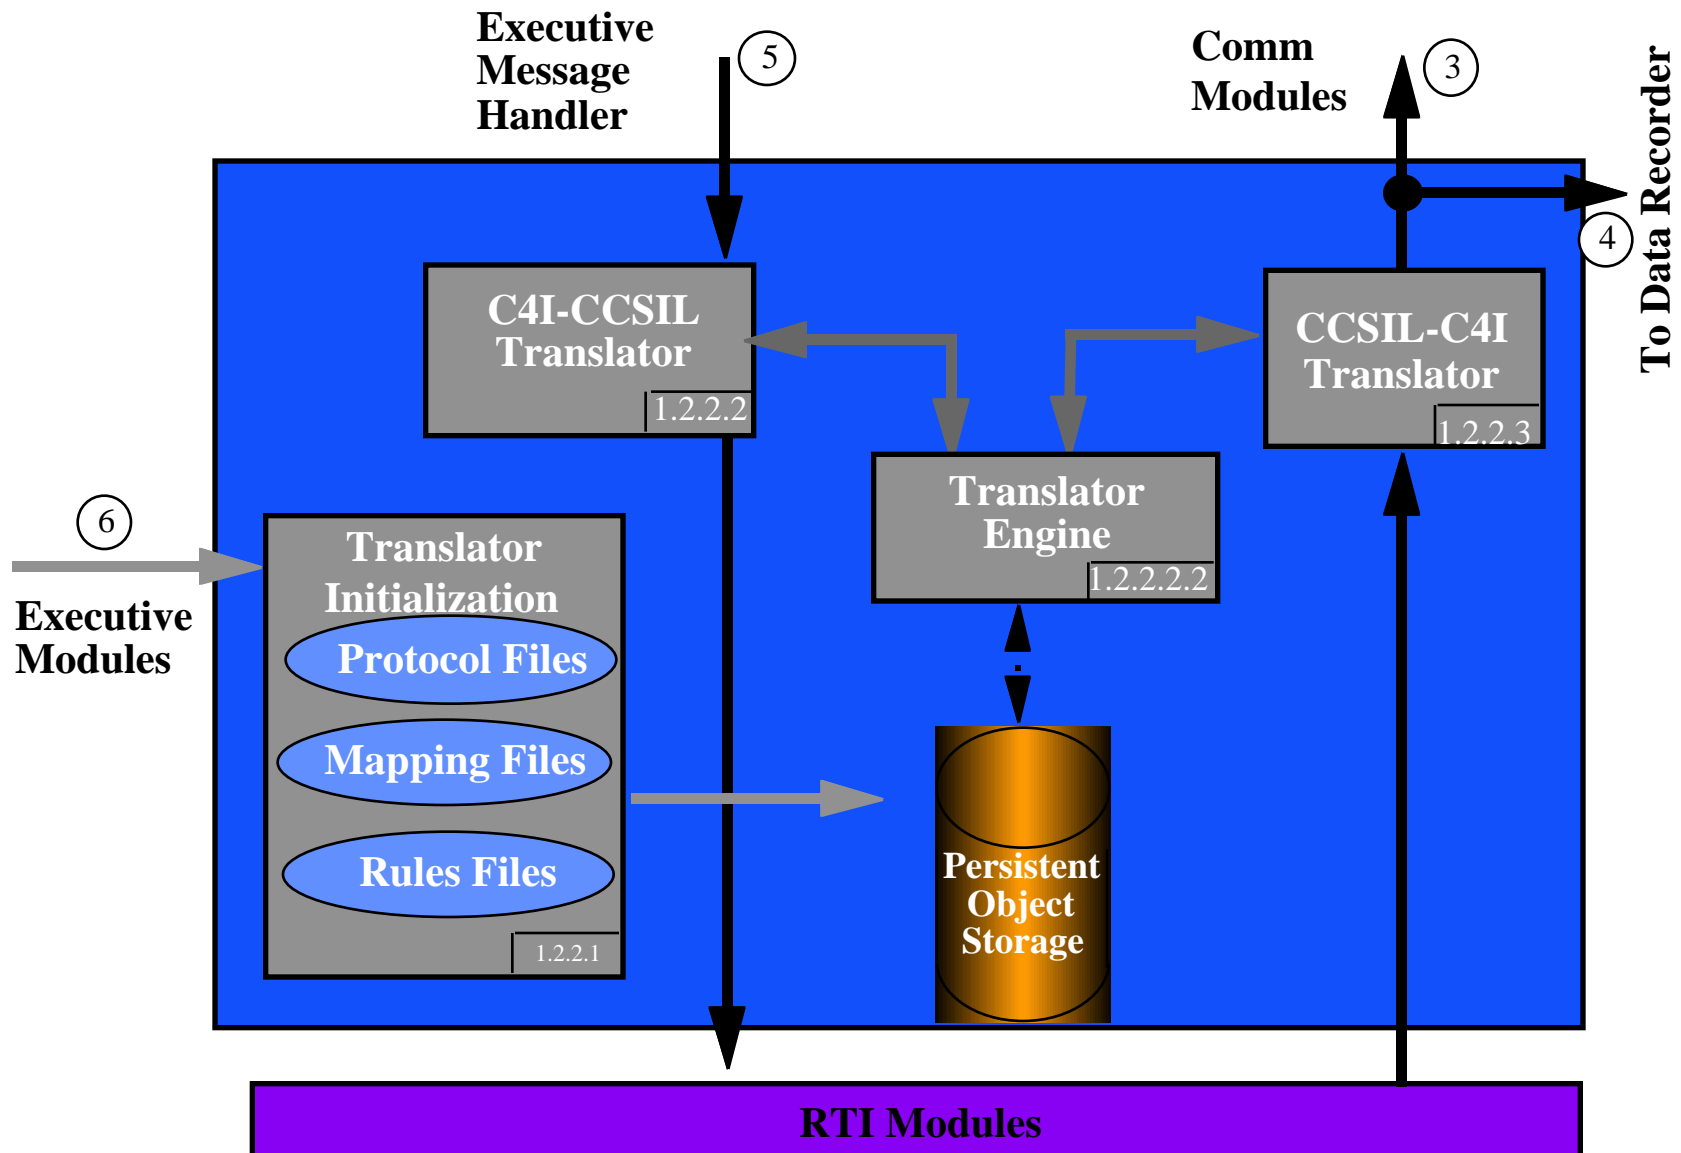 Executive
Message
Handler
5
Comm
Modules
3
To Data Recorder
4
C4I-CCSIL
Translator
1.2.2.2
CCSIL-C4I
Translator
1.2.2.3
Translator
Engine
1.2.2.2.2
6
Executive
Modules
Translator
Initialization
Protocol Files
Mapping Files
Rules Files
1.2.2.1
Persistent
Object
Storage
RTI Modules